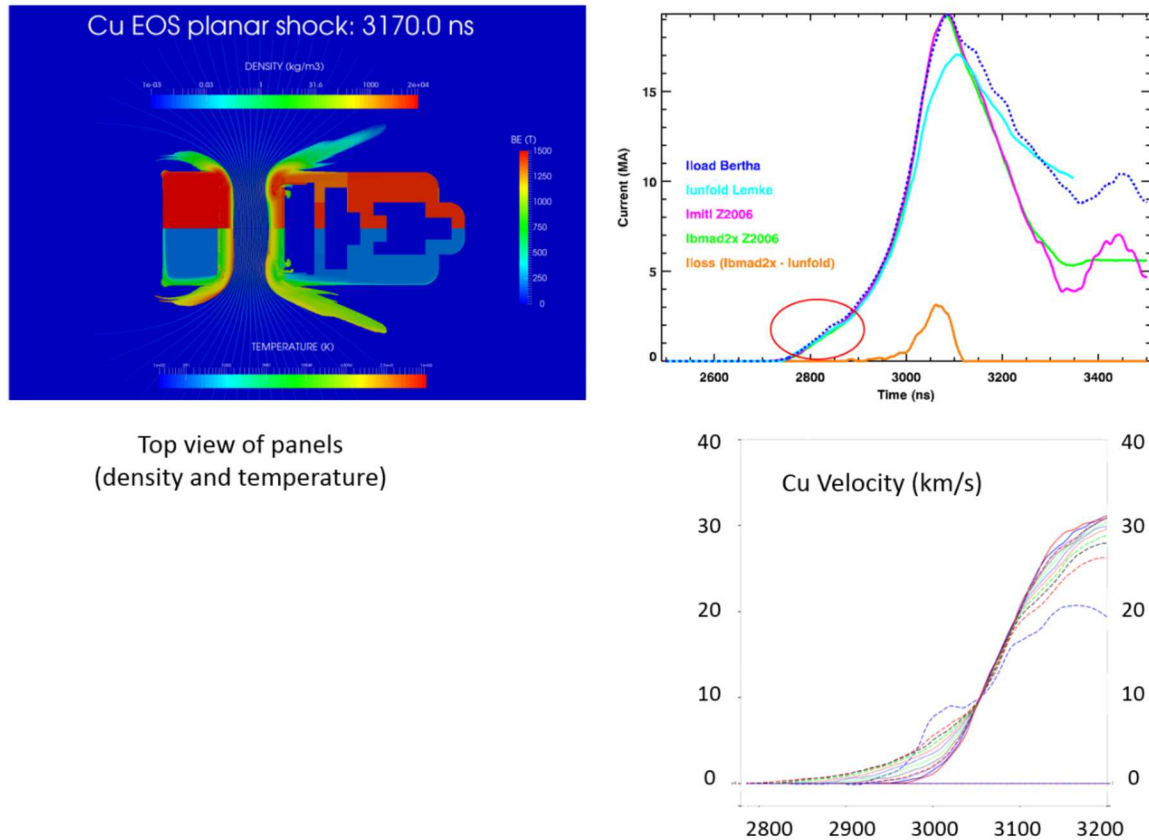 Cu EOS planar shock: 3170.0 ns
DENSITY (kg/m3)
1e-03 0.03 1 31.6 1000 2e+04
BE (T)
1500
1250
1000
750
500
250
0
TEMPERATURE (K)
Top view of panels
(density and temperature)
Current (MA)
15
10
5
0
Iload Bertha
Iunfold Lemke
Imitl Z2006
Ibmad2x Z2006
Iloss (Ibmad2x - Iunfold)
2600 2800 3000 3200 3400
Time (ns)
Cu Velocity (km/s)
40 40
30 30
20 20
10 10
0 0
2800 2900 3000 3100 3200